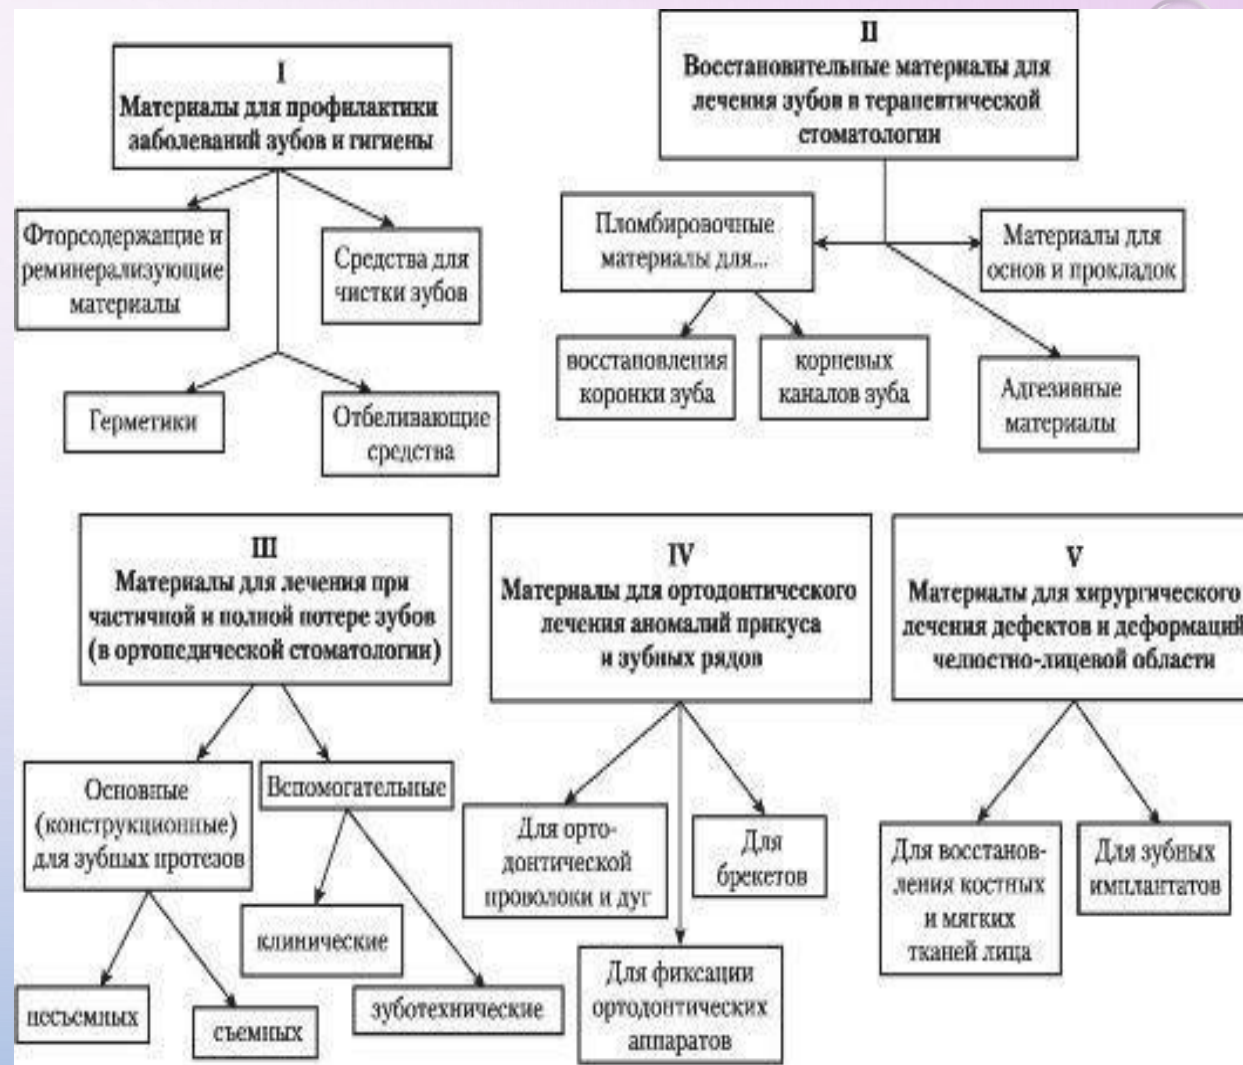 I
Материалы для профилактики
заболеваний зубов и гигиены
Фторсодержащие и
реминерализующие
материалы
Средства для
чистки зубов
Герметики
Отбеливающие
средства
II
Восстановительные материалы для
лечения зубов в терапевтической
стоматологии
Пломбировочные
материалы для...
Материалы для
основ и прокладок
восстановления
коронки зуба
корневых
каналов зуба
Адгезивные
материалы
III
Материалы для лечения при
частичной и полной потере зубов
(в ортопедической стоматологии)
Основные
(конструкционные)
для зубных протезов
Вспомогательные
клинические
несъемных
съемных
зуботехнические
IV
Материалы для ортодонтического
лечения аномалий прикуса
и зубных рядов
Для орто-
донтической
проволоки и дуг
Для
брекетов
Для фиксации
ортодонтических
аппаратов
V
Материалы для хирургического
лечения дефектов и деформаций
челюстно-лицевой области
Для восстанов-
ления костных
и мягких
тканей лица
Для зубных
имплантатов